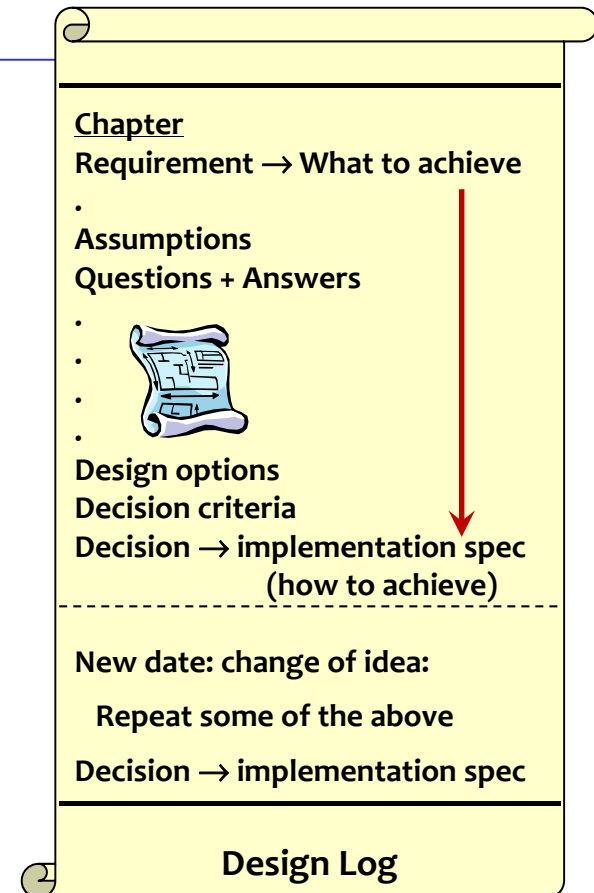 Chapter
Requirement → What to achieve
.
Assumptions
Questions + Answers
.
.
.
.
Design options
Decision criteria
Decision → implementation spec
(how to achieve)
New date: change of idea:
Repeat some of the above
Decision → implementation spec
Design Log